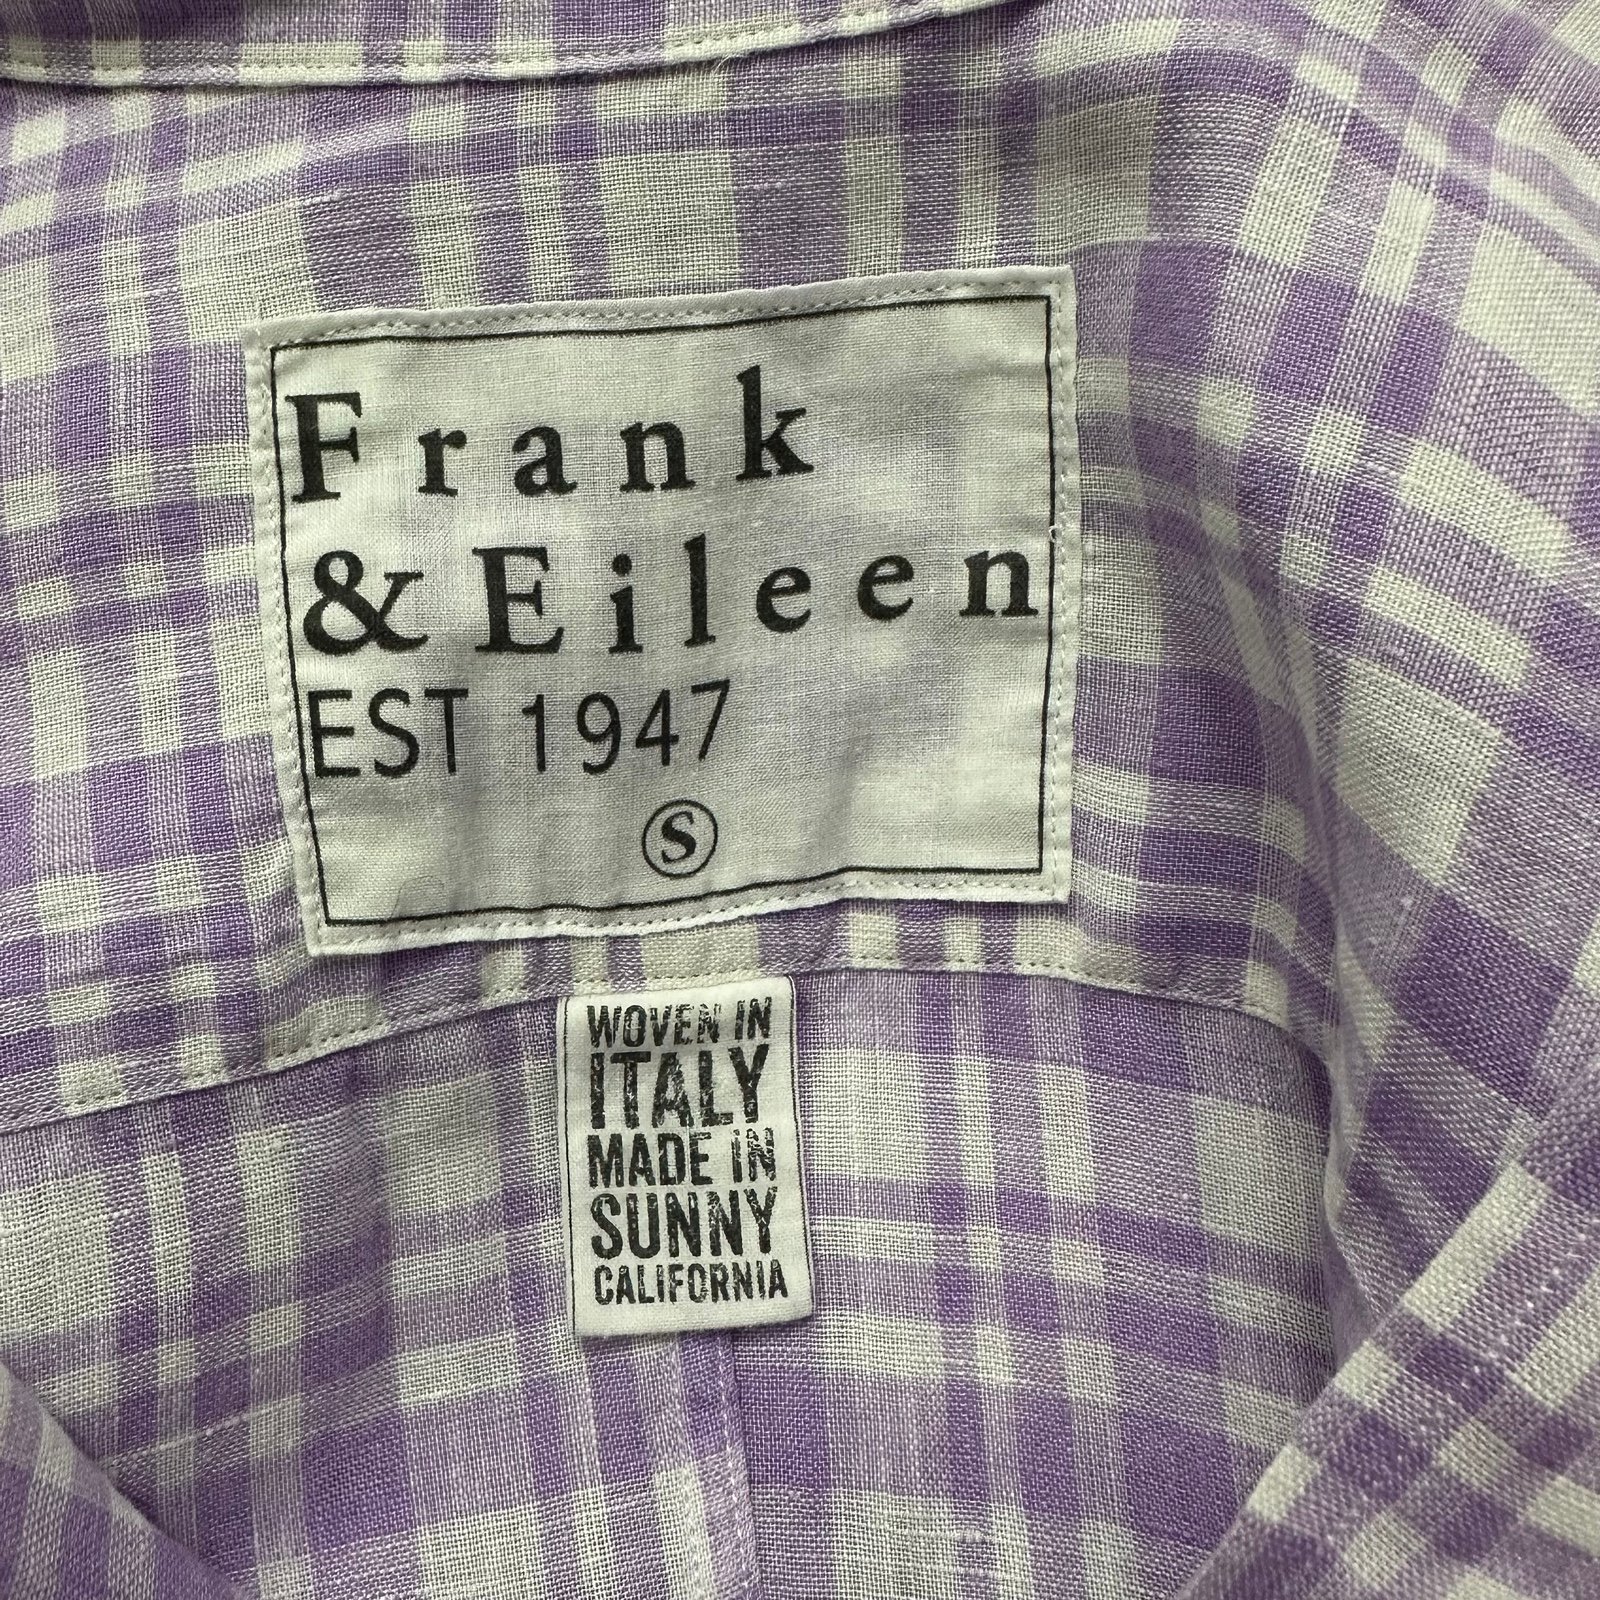 Frank
& Eileen
EST 1947
S
WOVEN IN
ITALY
MADE IN
SUNNY
CALIFORNIA